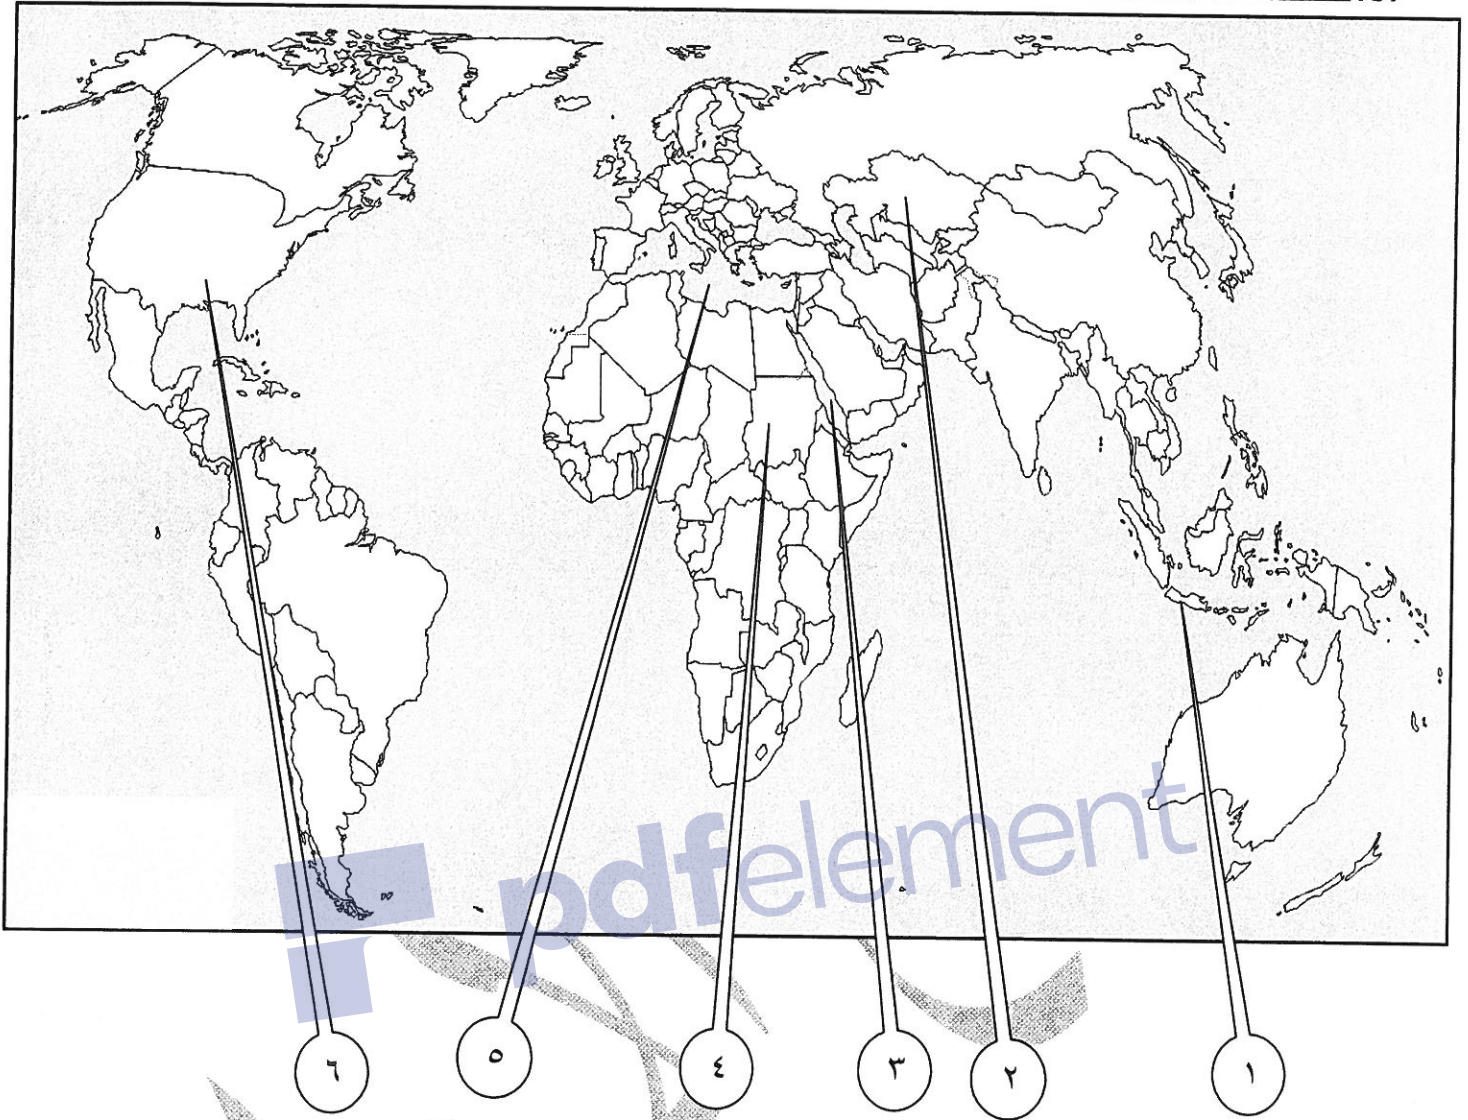 pdfelement
٦ ٥ ٤ ٣ ٢ ١